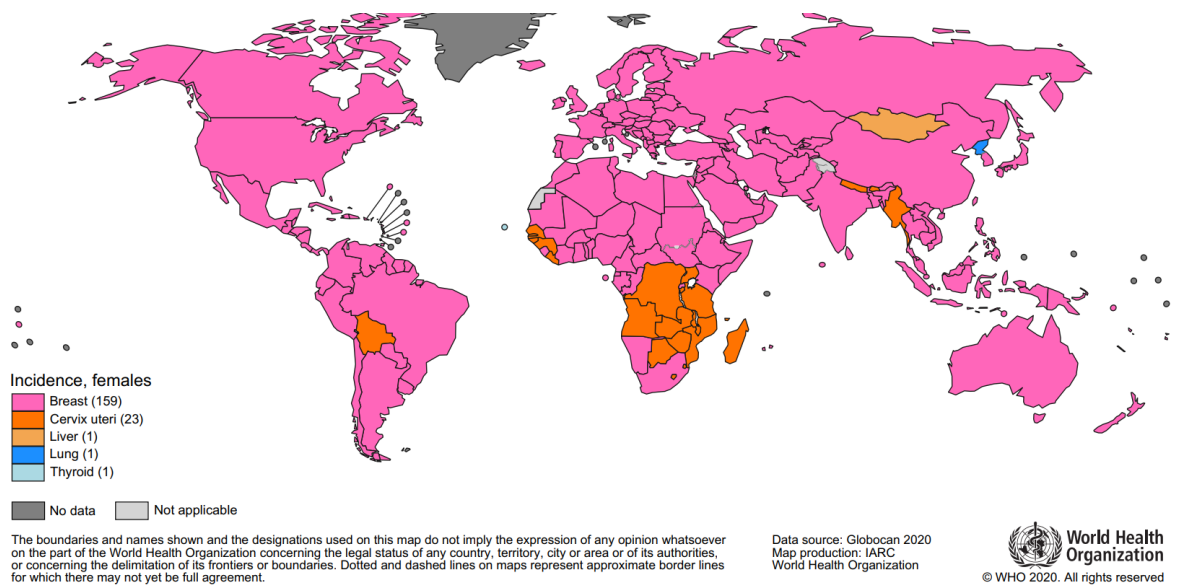 Incidence, females
Breast (159)
Cervix uteri (23)
Liver (1)
Lung (1)
Thyroid (1)
No data
Not applicable
The boundaries and names shown and the designations used on this map do not imply the expression of any opinion whatsoever
on the part of the World Health Organization concerning the legal status of any country, territory, city or area or of its authorities,
or concerning the delimitation of its frontiers or boundaries. Dotted and dashed lines on maps represent approximate border lines
for which there may not yet be full agreement.
Data source: Globocan 2020
Map production: IARC
World Health Organization
World Health
Organization
© WHO 2020. All rights reserved